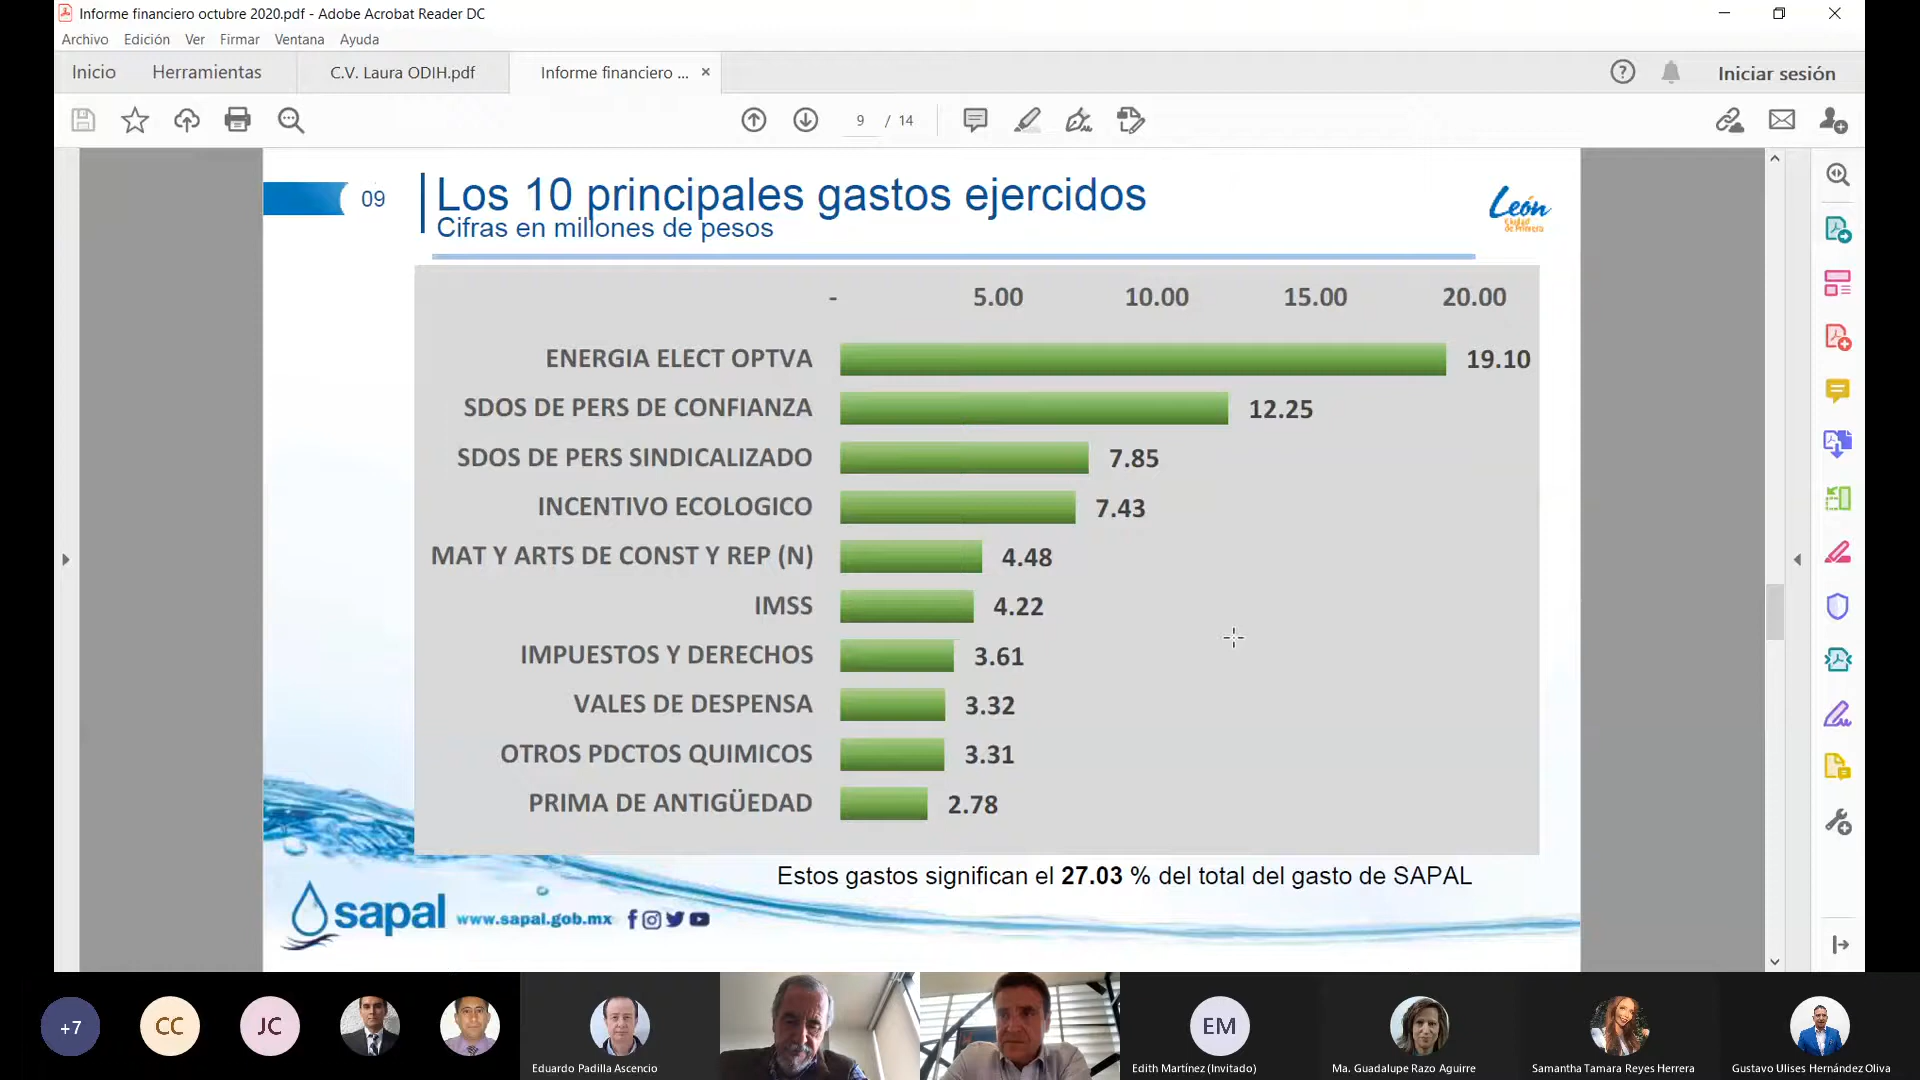 Informe financiero octubre 2020.pdf - Adobe Acrobat Reader DC
Archivo Edición Ver Firmar Ventana Ayuda
Inicio Herramientas C.V. Laura ODIH.pdf Informe financiero ... × Iniciar sesión
9 / 14
09
Los 10 principales gastos ejercidos
Cifras en millones de pesos
León
Ciudad
de Primera
- 5.00 10.00 15.00 20.00
ENERGIA ELECT OPTVA 19.10
SDOS DE PERS DE CONFIANZA 12.25
SDOS DE PERS SINDICALIZADO 7.85
INCENTIVO ECOLOGICO 7.43
MAT Y ARTS DE CONST Y REP (N) 4.48
IMSS 4.22
IMPUESTOS Y DERECHOS 3.61
VALES DE DESPENSA 3.32
OTROS PDCTOS QUIMICOS 3.31
PRIMA DE ANTIGÜEDAD 2.78
Estos gastos significan el 27.03 % del total del gasto de SAPAL
sapal www.sapal.gob.mx
+7 CC JC EM
Eduardo Padilla Ascencio Edith Martínez (Invitado) Ma. Guadalupe Razo Aguirre Samantha Tamara Reyes Herrera Gustavo Ulises Hernández Oliva